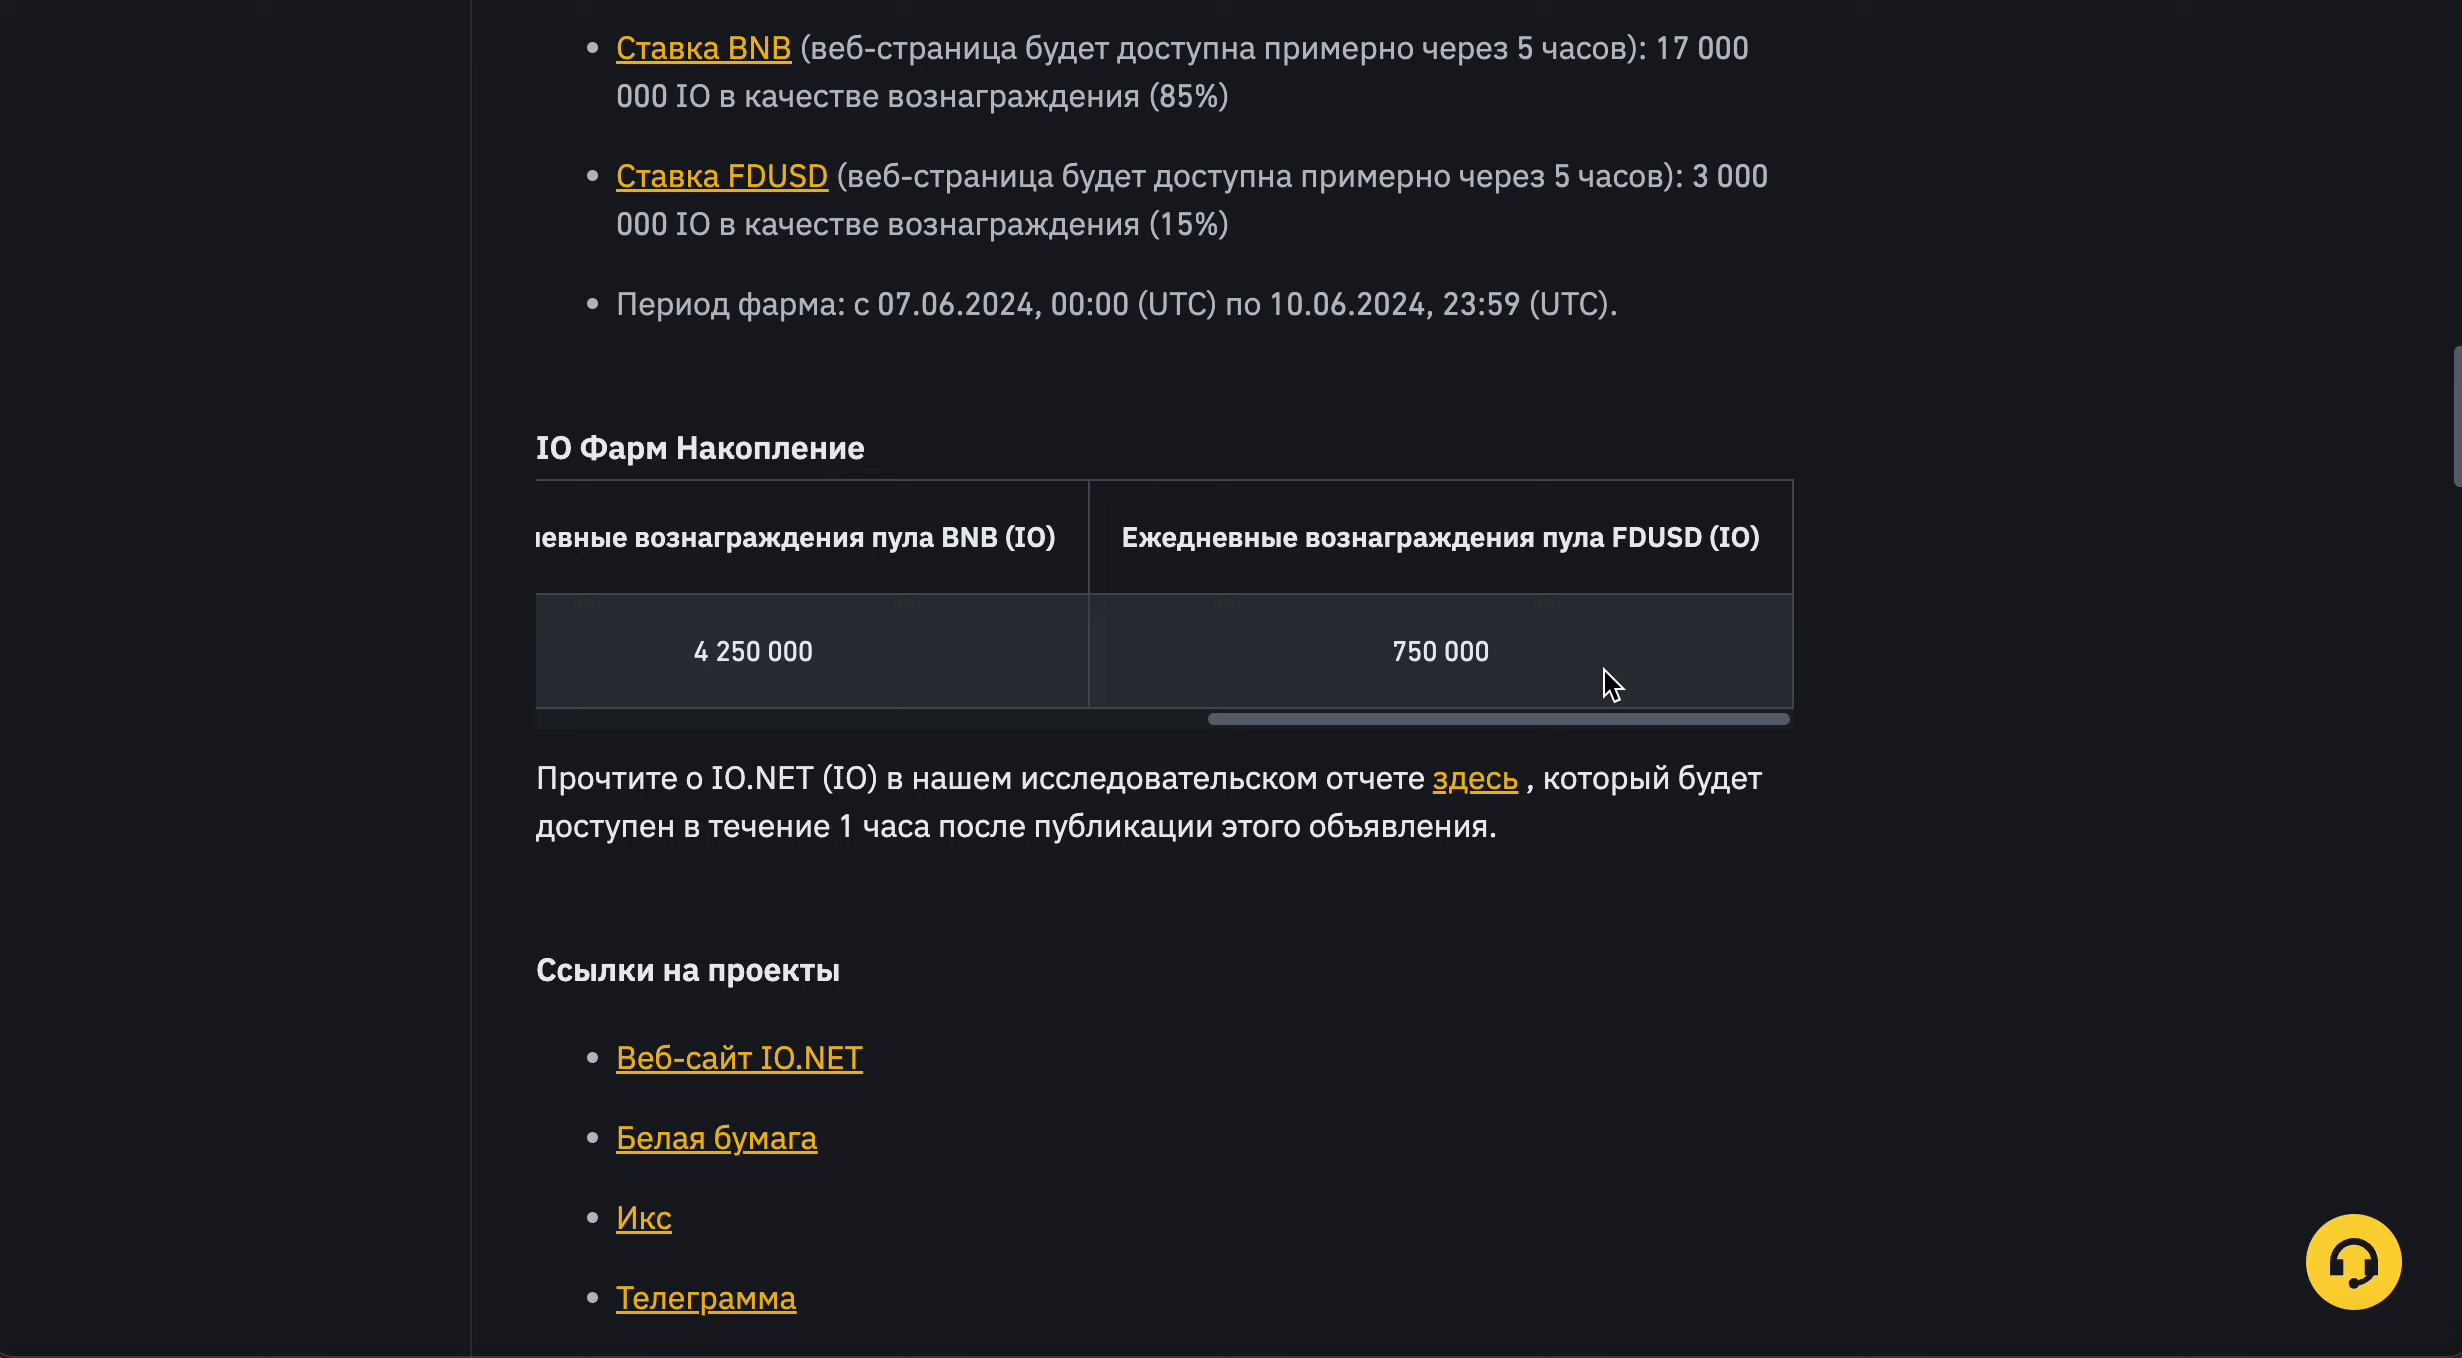 Ставка BNB (веб-страница будет доступна примерно через 5 часов): 17 000
000 IO в качестве вознаграждения (85%)
Ставка FDUSD (веб-страница будет доступна примерно через 5 часов): 3 000
000 IO в качестве вознаграждения (15%)
Период фарма: с 07.06.2024, 00:00 (UTC) по 10.06.2024, 23:59 (UTC).
IO Фарм Накопление
невные вознаграждения пула BNB (IO) Ежедневные вознаграждения пула FDUSD (IO)
4 250 000 750 000
Прочтите о IO.NET (IO) в нашем исследовательском отчете здесь , который будет
доступен в течение 1 часа после публикации этого объявления.
Ссылки на проекты
Веб-сайт IO.NET
Белая бумага
Икс
Телеграмма